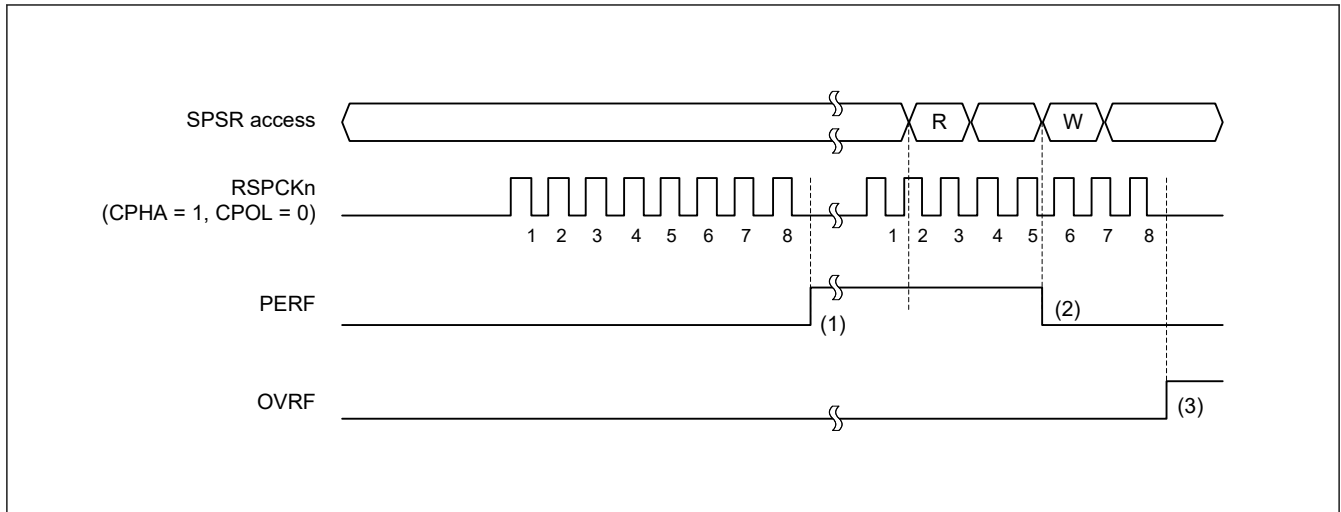 SPSR access
R
W
RSPCKn
(CPHA = 1, CPOL = 0)
1 2 3 4 5 6 7 8 1 2 3 4 5 6 7 8
PERF
(1)
(2)
OVRF
(3)